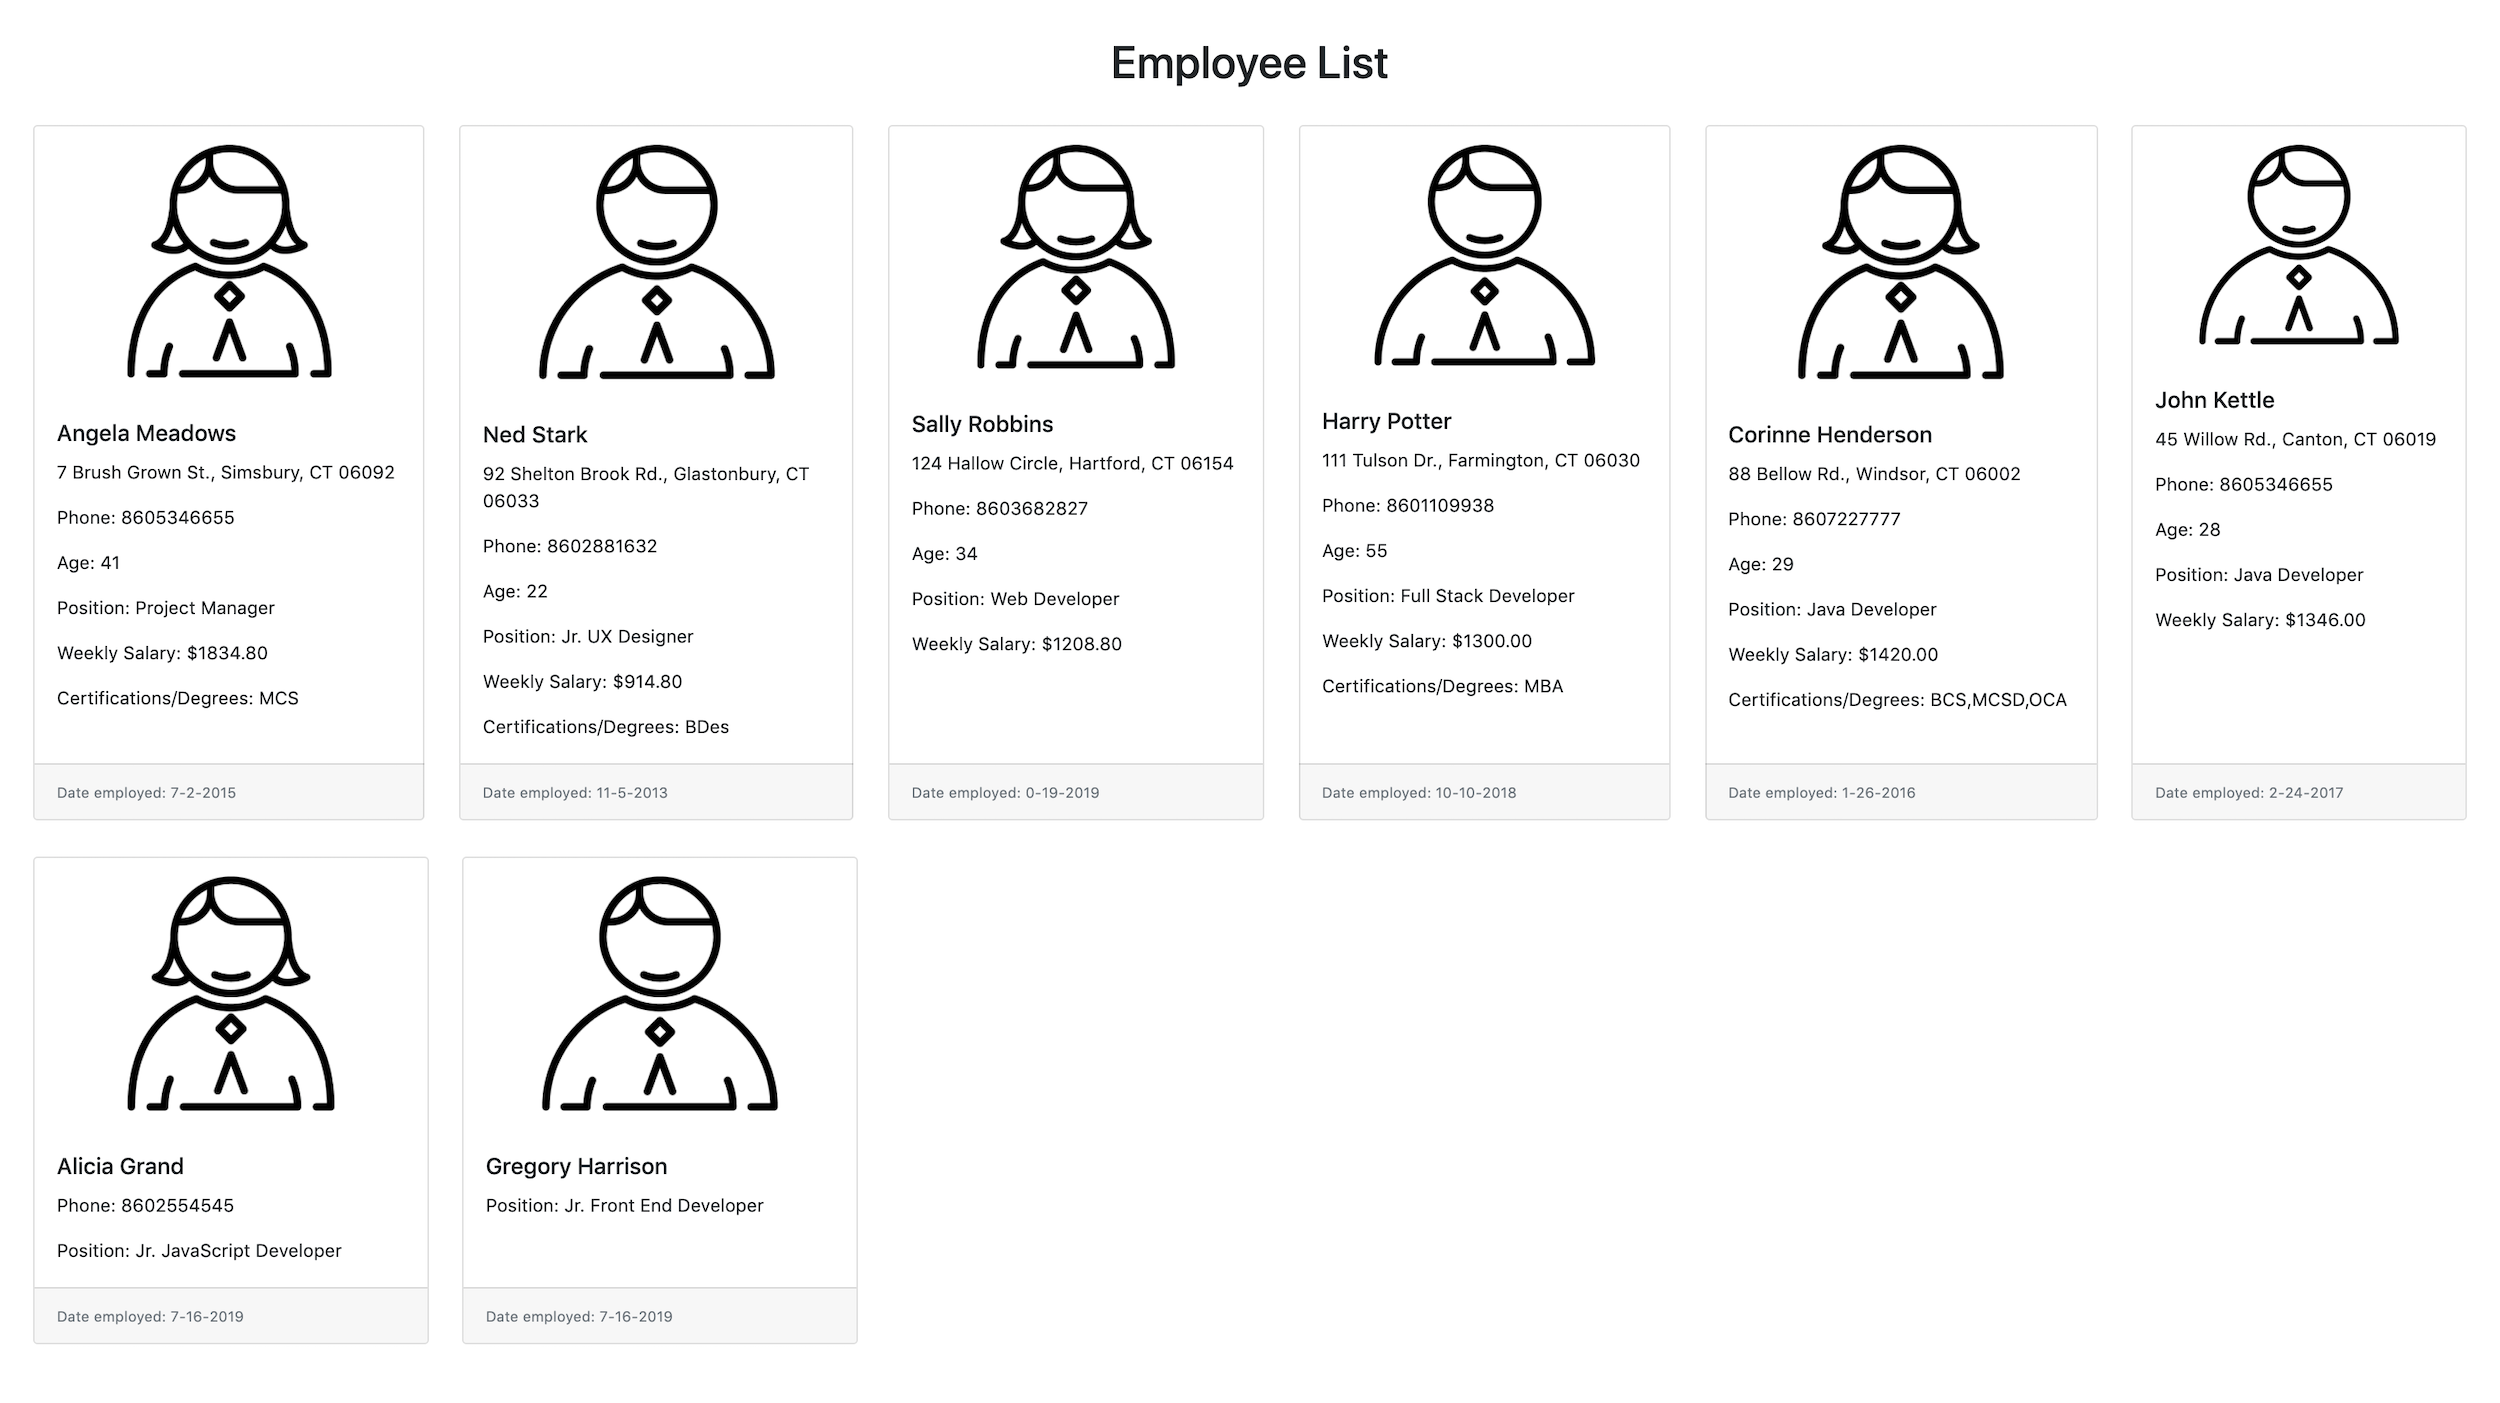 Employee List
Angela Meadows
7 Brush Grown St., Simsbury, CT 06092
Phone: 8605346655
Age: 41
Position: Project Manager
Weekly Salary: $1834.80
Certifications/Degrees: MCS
Date employed: 7-2-2015
Ned Stark
92 Shelton Brook Rd., Glastonbury, CT
06033
Phone: 8602881632
Age: 22
Position: Jr. UX Designer
Weekly Salary: $914.80
Certifications/Degrees: BDes
Date employed: 11-5-2013
Sally Robbins
124 Hallow Circle, Hartford, CT 06154
Phone: 8603682827
Age: 34
Position: Web Developer
Weekly Salary: $1208.80
Date employed: 0-19-2019
Harry Potter
111 Tulson Dr., Farmington, CT 06030
Phone: 8601109938
Age: 55
Position: Full Stack Developer
Weekly Salary: $1300.00
Certifications/Degrees: MBA
Date employed: 10-10-2018
Corinne Henderson
88 Bellow Rd., Windsor, CT 06002
Phone: 8607227777
Age: 29
Position: Java Developer
Weekly Salary: $1420.00
Certifications/Degrees: BCS,MCSD,OCA
Date employed: 1-26-2016
John Kettle
45 Willow Rd., Canton, CT 06019
Phone: 8605346655
Age: 28
Position: Java Developer
Weekly Salary: $1346.00
Date employed: 2-24-2017
Alicia Grand
Phone: 8602554545
Position: Jr. JavaScript Developer
Date employed: 7-16-2019
Gregory Harrison
Position: Jr. Front End Developer
Date employed: 7-16-2019